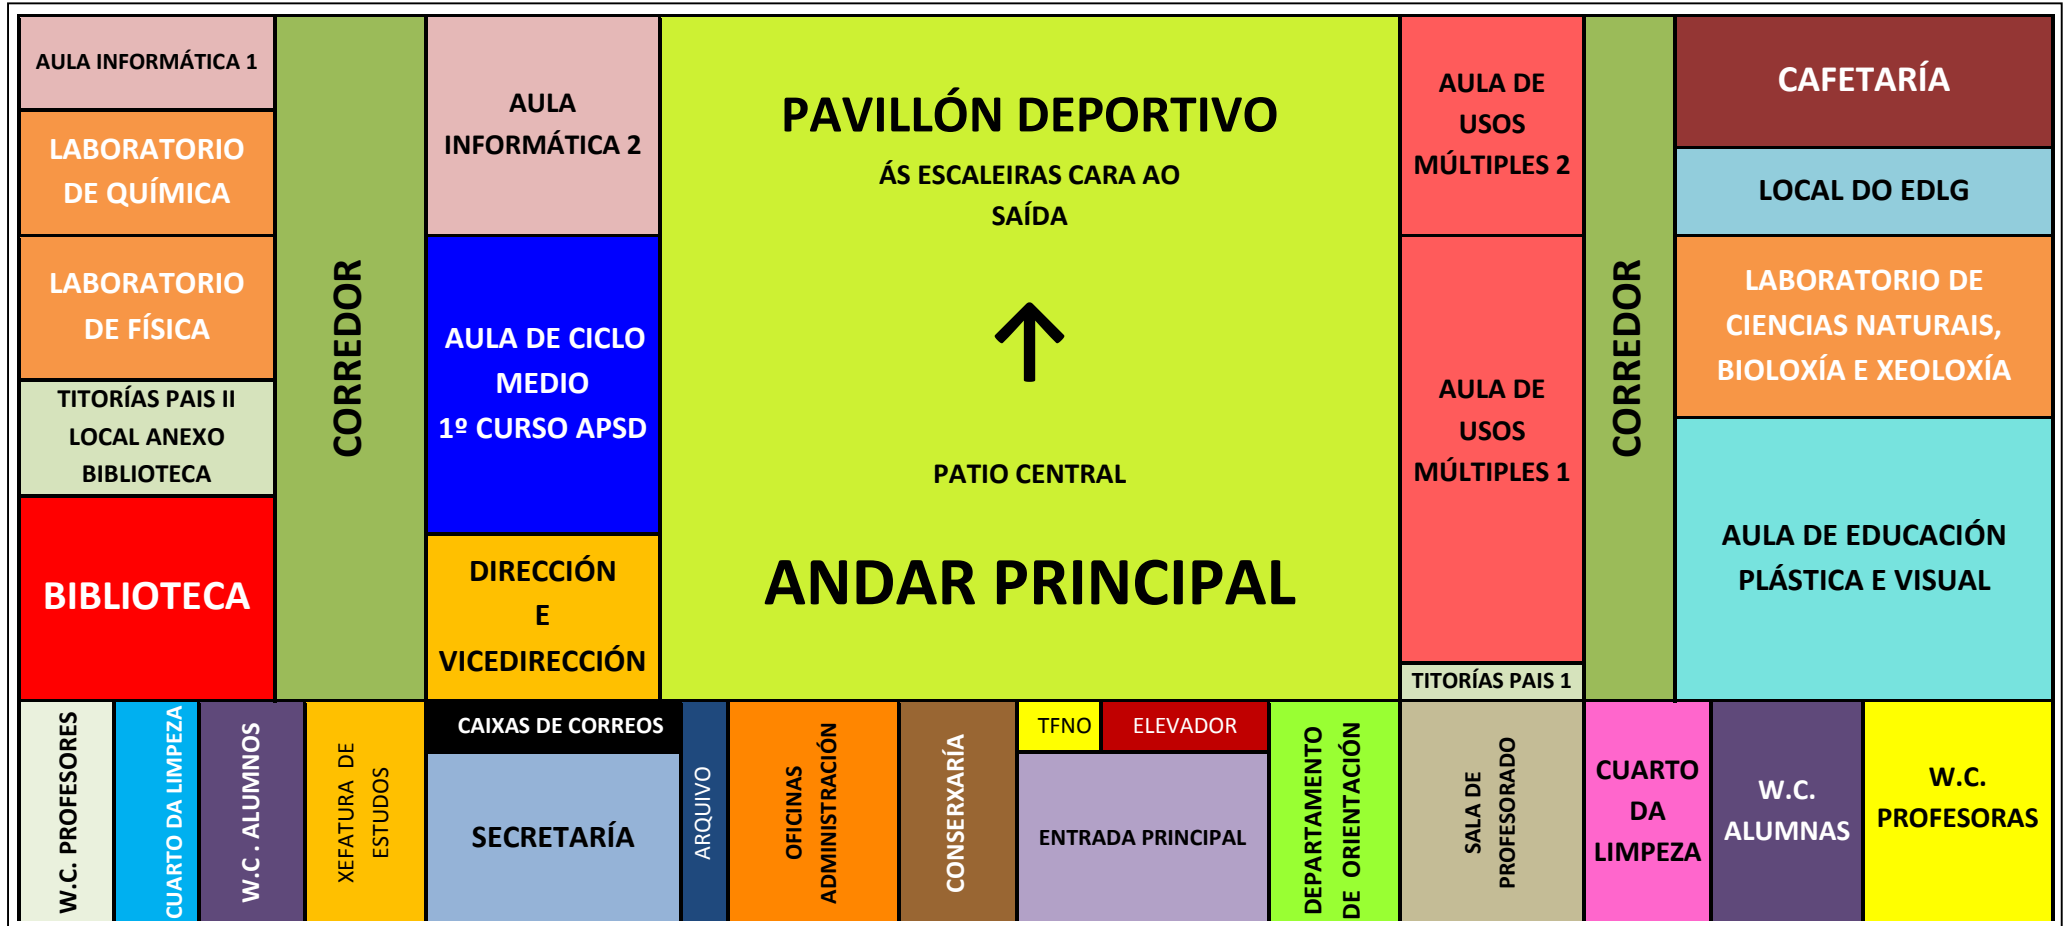 AULA INFORMÁTICA 1
LABORATORIO
DE QUÍMICA
LABORATORIO
DE FÍSICA
TITORÍAS PAIS II
LOCAL ANEXO
BIBLIOTECA
BIBLIOTECA
CORREDOR
AULA
INFORMÁTICA 2
AULA DE CICLO
MEDIO
1º CURSO APSD
DIRECCIÓN
E
VICEDIRECCIÓN
PAVILLÓN DEPORTIVO
ÁS ESCALEIRAS CARA AO
SAÍDA
PATIO CENTRAL
ANDAR PRINCIPAL
AULA DE
USOS
MÚLTIPLES 2
AULA DE
USOS
MÚLTIPLES 1
TITORÍAS PAIS 1
CORREDOR
CAFETARÍA
LOCAL DO EDLG
LABORATORIO DE
CIENCIAS NATURAIS,
BIOLOXÍA E XEOLOXÍA
AULA DE EDUCACIÓN
PLÁSTICA E VISUAL
W.C. PROFESORES
CUARTO DA LIMPEZA
W.C . ALUMNOS
XEFATURA DE
ESTUDOS
CAIXAS DE CORREOS
SECRETARÍA
ARQUIVO
OFICINAS
ADMINISTRACIÓN
CONSERXARÍA
TFNO
ELEVADOR
ENTRADA PRINCIPAL
DEPARTAMENTO
DE ORIENTACIÓN
SALA DE
PROFESORADO
CUARTO
DA
LIMPEZA
W.C.
ALUMNAS
W.C.
PROFESORAS